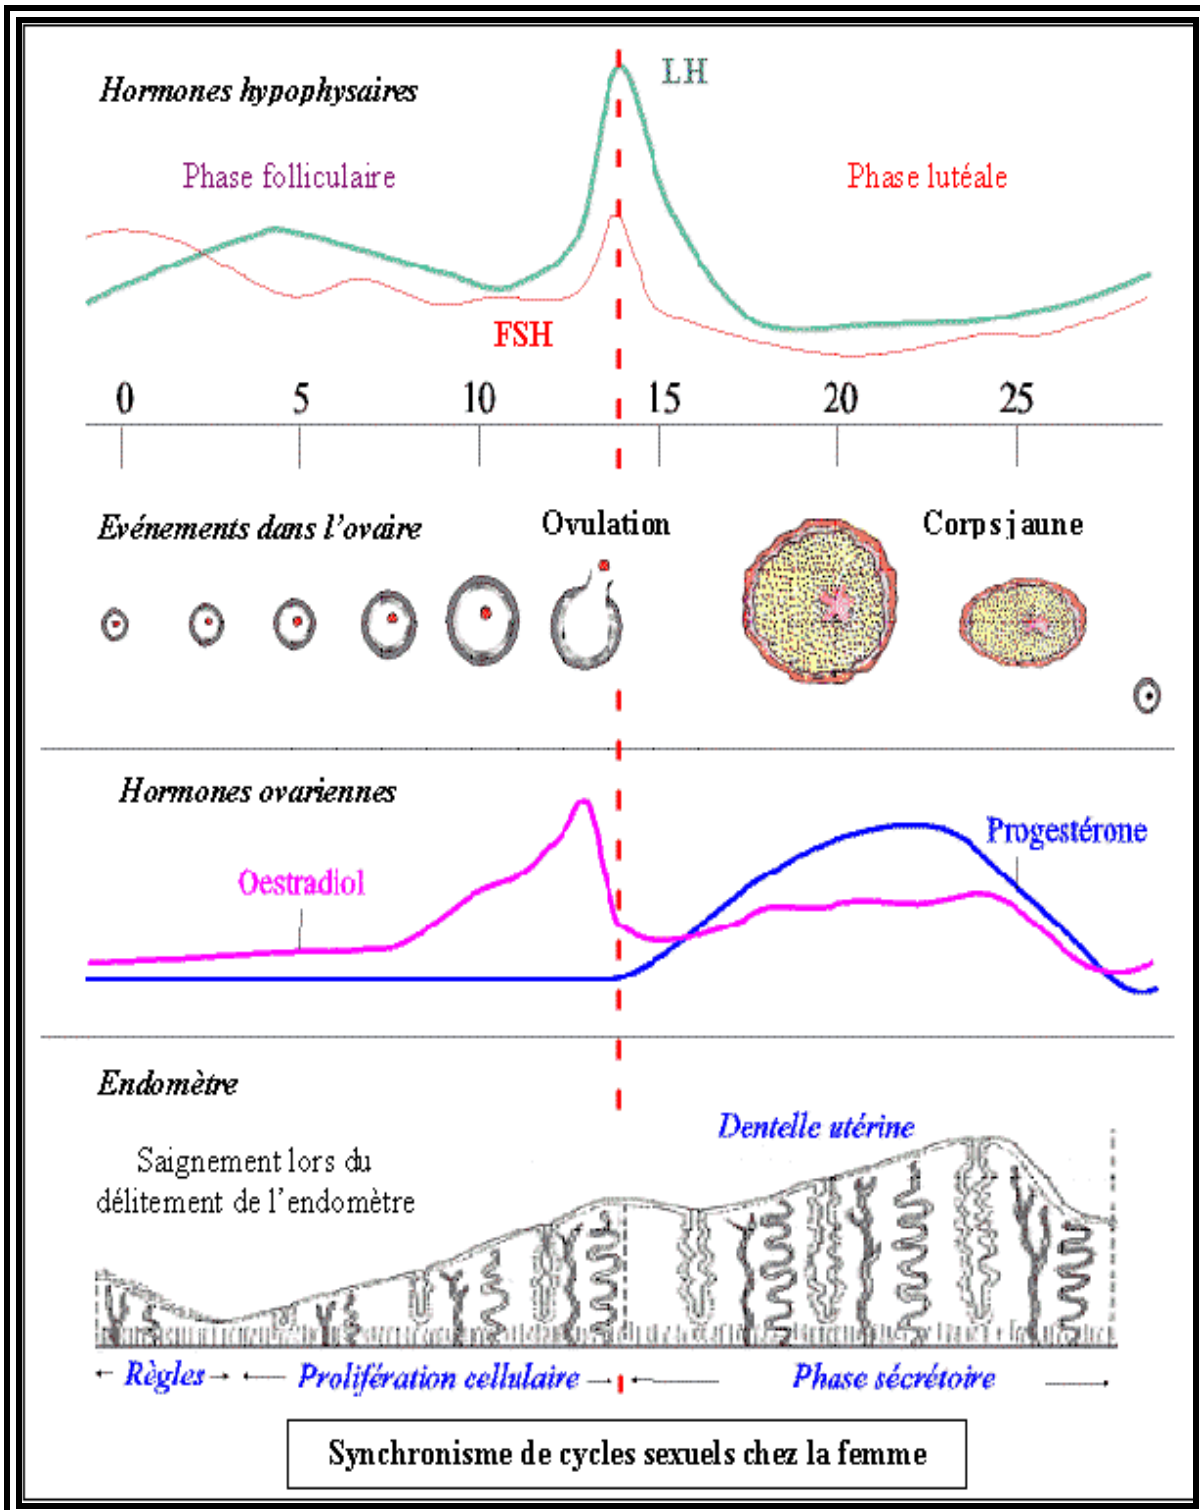 LH
Hormones hypophysaires
Phase folliculaire
Phase lutéale
FSH
0 5 10 15 20 25
Evénements dans l'ovaire
Ovulation
Corps jaune
Hormones ovariennes
Progestérone
Oestradiol
Endomètre
Dentelle utérine
Saignement lors du
délitement de l'endomètre
Règles
Prolifération cellulaire
Phase sécrétoire
Synchronisme de cycles sexuels chez la femme